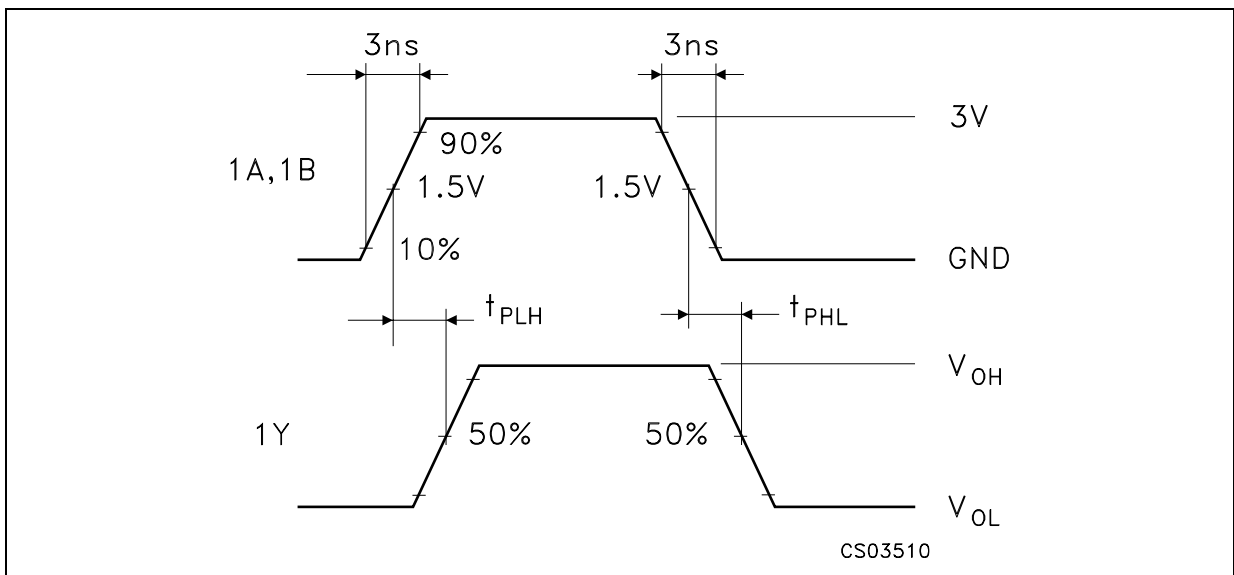 3ns 3ns
3V
90%
1A,1B 1.5V 1.5V
10% GND
tPLH tPHL
VOH
1Y 50% 50%
VOL
CS03510